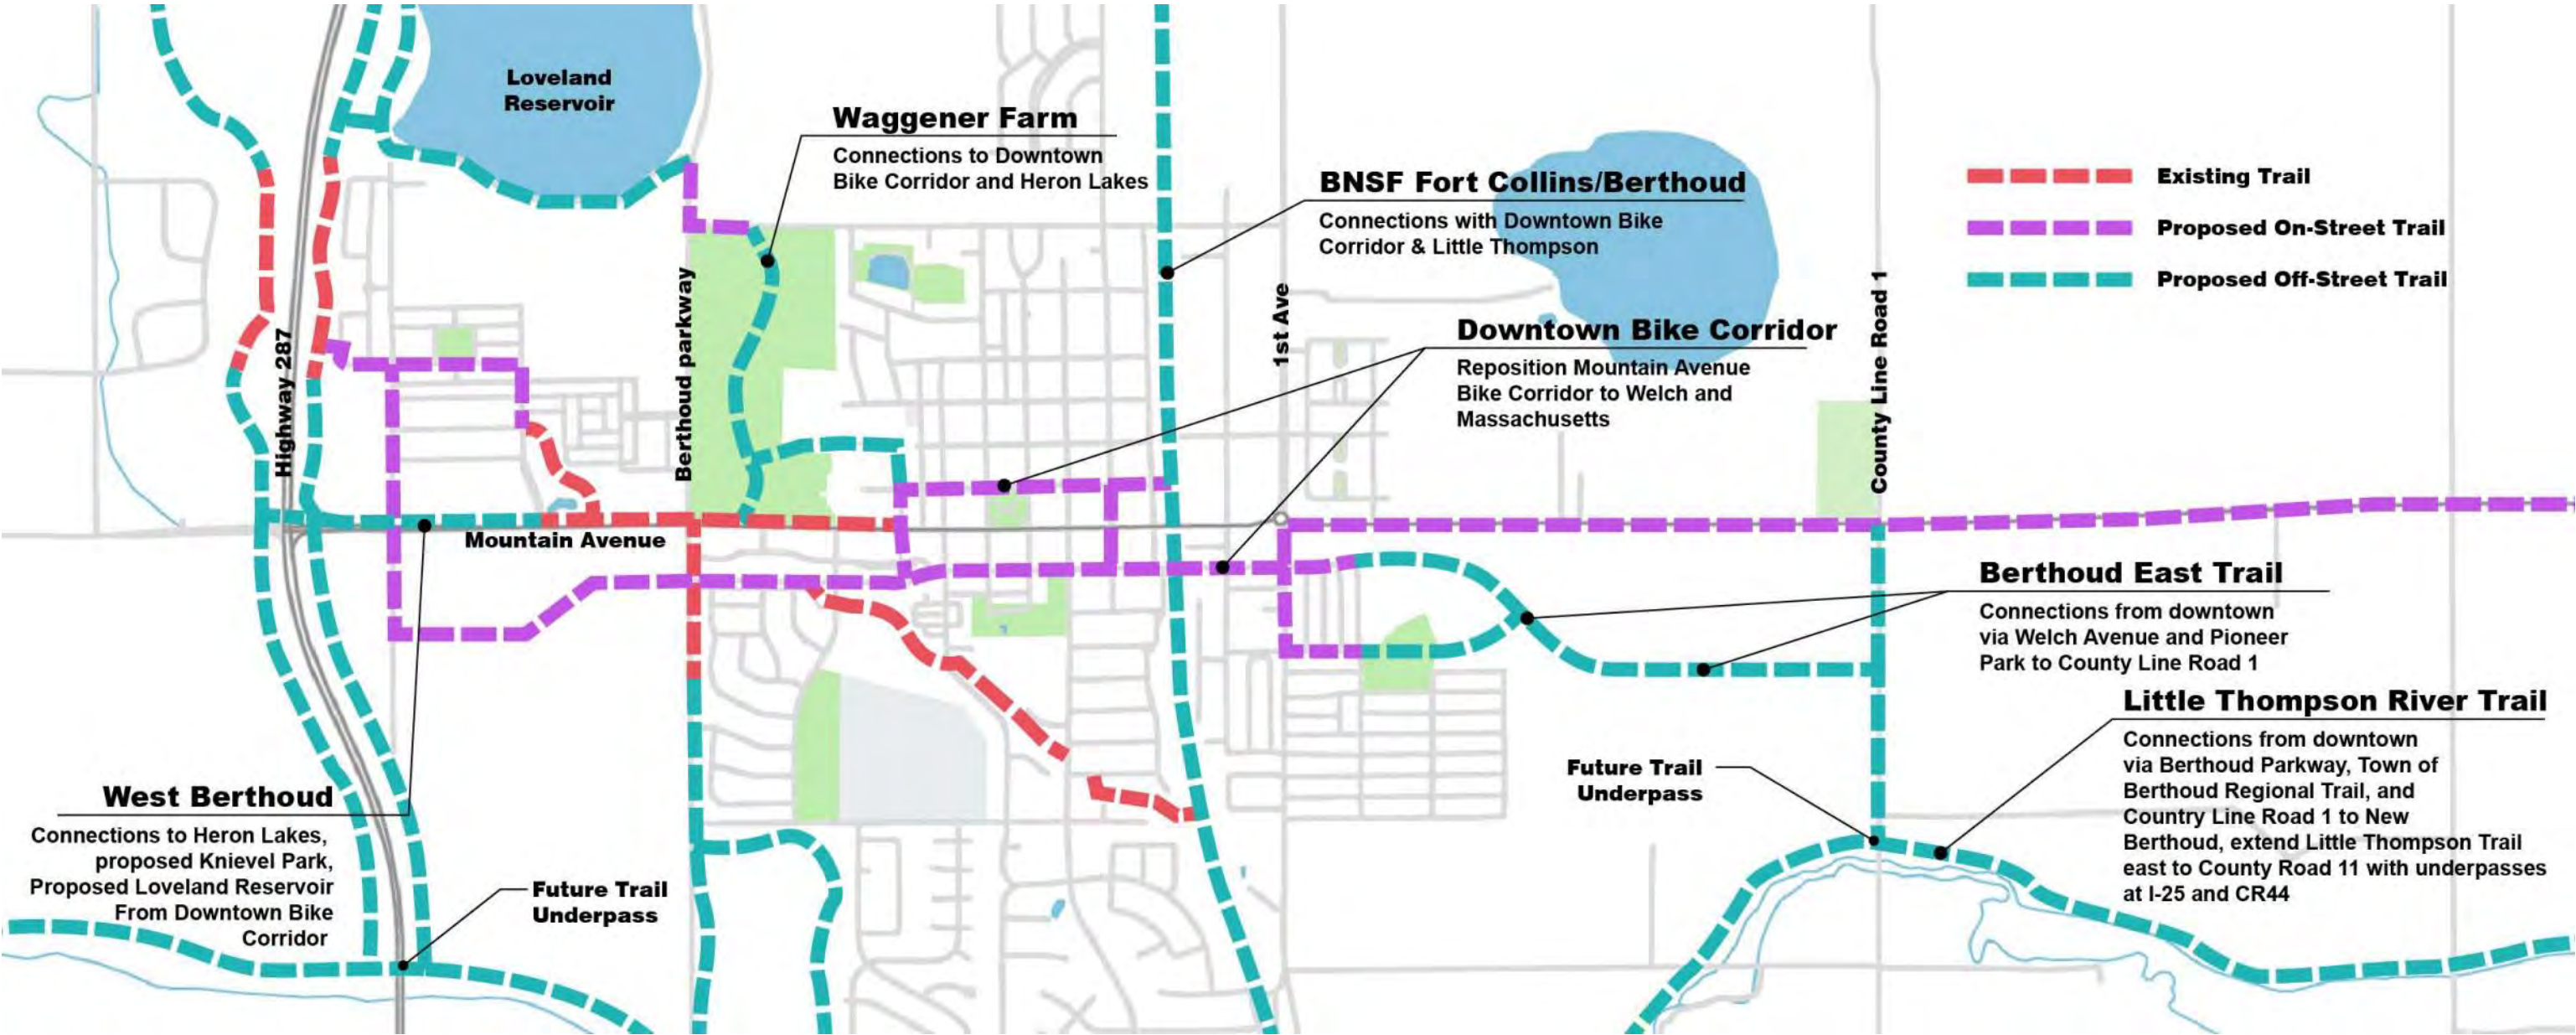 Loveland
Reservoir
Waggener Farm
Connections to Downtown
Bike Corridor and Heron Lakes
BNSF Fort Collins/Berthoud
Connections with Downtown Bike
Corridor & Little Thompson
Existing Trail
Proposed On-Street Trail
Proposed Off-Street Trail
Highway 287
Berthoud parkway
1st Ave
County Line Road 1
Downtown Bike Corridor
Reposition Mountain Avenue
Bike Corridor to Welch and
Massachusetts
Mountain Avenue
Berthoud East Trail
Connections from downtown
via Welch Avenue and Pioneer
Park to County Line Road 1
Little Thompson River Trail
Connections from downtown
via Berthoud Parkway, Town of
Berthoud Regional Trail, and
Country Line Road 1 to New
Berthoud, extend Little Thompson Trail
east to County Road 11 with underpasses
at I-25 and CR44
Future Trail
Underpass
West Berthoud
Connections to Heron Lakes,
proposed Knievel Park,
Proposed Loveland Reservoir
From Downtown Bike
Corridor
Future Trail
Underpass